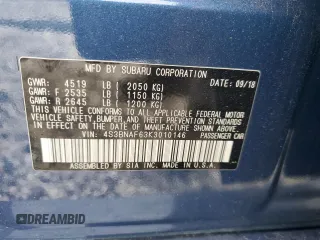 MFD BY SUBARU CORPORATION
GVWR: 4519 LB ( 2050 KG) DATE: 09/18
GAWR: F 2535 LB ( 1150 KG)
GAWR: R 2645 LB ( 1200 KG)
THIS VEHICLE CONFORMS TO ALL APPLICABLE FEDERAL MOTOR
VEHICLE SAFETY, BUMPER, AND THEFT PREVENTION STANDARDS
IN EFFECT ON THE DATE OF MANUFACTURE SHOWN ABOVE.
VIN: 4S3BNAF63K3010146 PASSENGER CAR
ASSEMBLED BY SIA INC. MADE IN U.S.A.
©DREAMBID